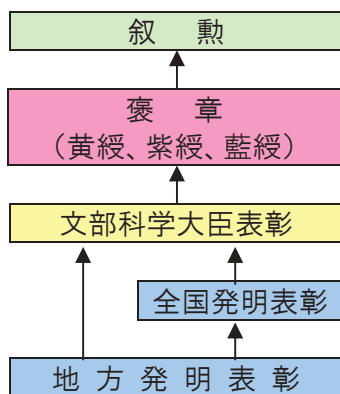 叙勲
褒章
（黄綬、紫綬、藍綬）
文部科学大臣表彰
全国発明表彰
地方発明表彰